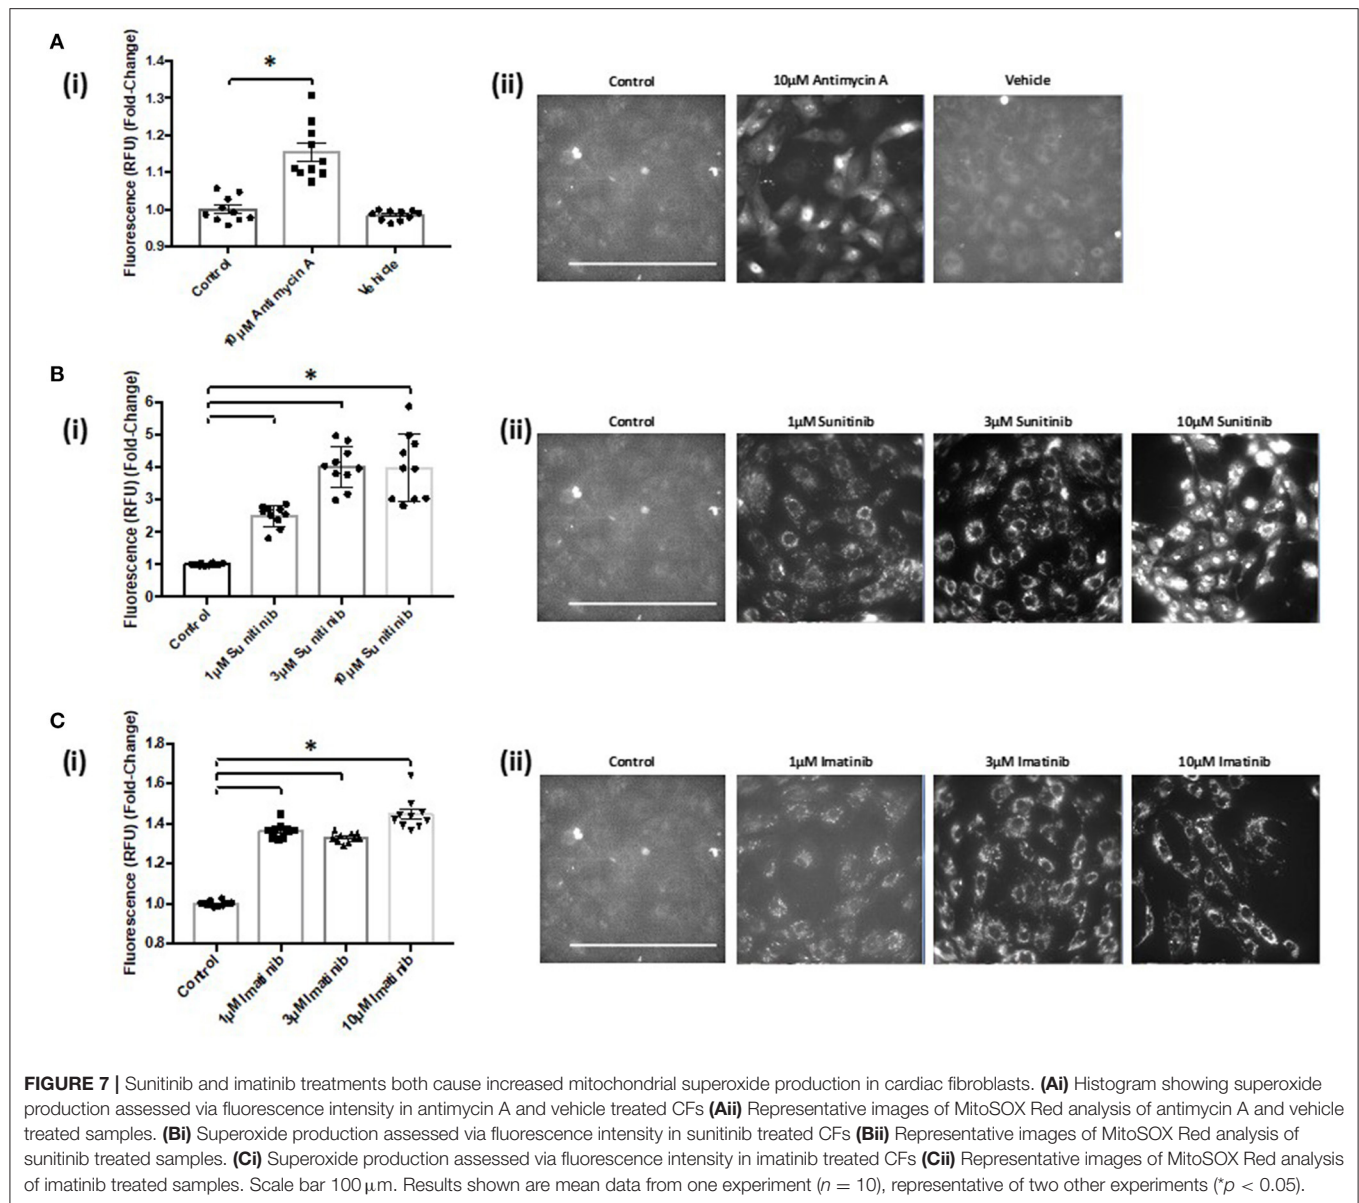 A
(i)
Fluorescence (RFU) (Fold-Change)
1.4
1.3
1.2
1.1
1.0
0.9
*
Control
10µM Antimycin A
Vehicle
(ii)
Control
10µM Antimycin A
Vehicle
B
(i)
Fluorescence (RFU) (Fold-Change)
6
5
4
3
2
1
0
*
Control
1µM Sunitinib
3µM Sunitinib
10µM Sunitinib
(ii)
Control
1µM Sunitinib
3µM Sunitinib
10µM Sunitinib
C
(i)
Fluorescence (RFU) (Fold-Change)
1.8
1.6
1.4
1.2
1.0
0.8
*
Control
1µM Imatinib
3µM Imatinib
10µM Imatinib
(ii)
Control
1µM Imatinib
3µM Imatinib
10µM Imatinib
FIGURE 7 | Sunitinib and imatinib treatments both cause increased mitochondrial superoxide production in cardiac fibroblasts. (Ai) Histogram showing superoxide
production assessed via fluorescence intensity in antimycin A and vehicle treated CFs (Aii) Representative images of MitoSOX Red analysis of antimycin A and vehicle
treated samples. (Bi) Superoxide production assessed via fluorescence intensity in sunitinib treated CFs (Bii) Representative images of MitoSOX Red analysis of
sunitinib treated samples. (Ci) Superoxide production assessed via fluorescence intensity in imatinib treated CFs (Cii) Representative images of MitoSOX Red analysis
of imatinib treated samples. Scale bar 100 µm. Results shown are mean data from one experiment (n = 10), representative of two other experiments (*p < 0.05).